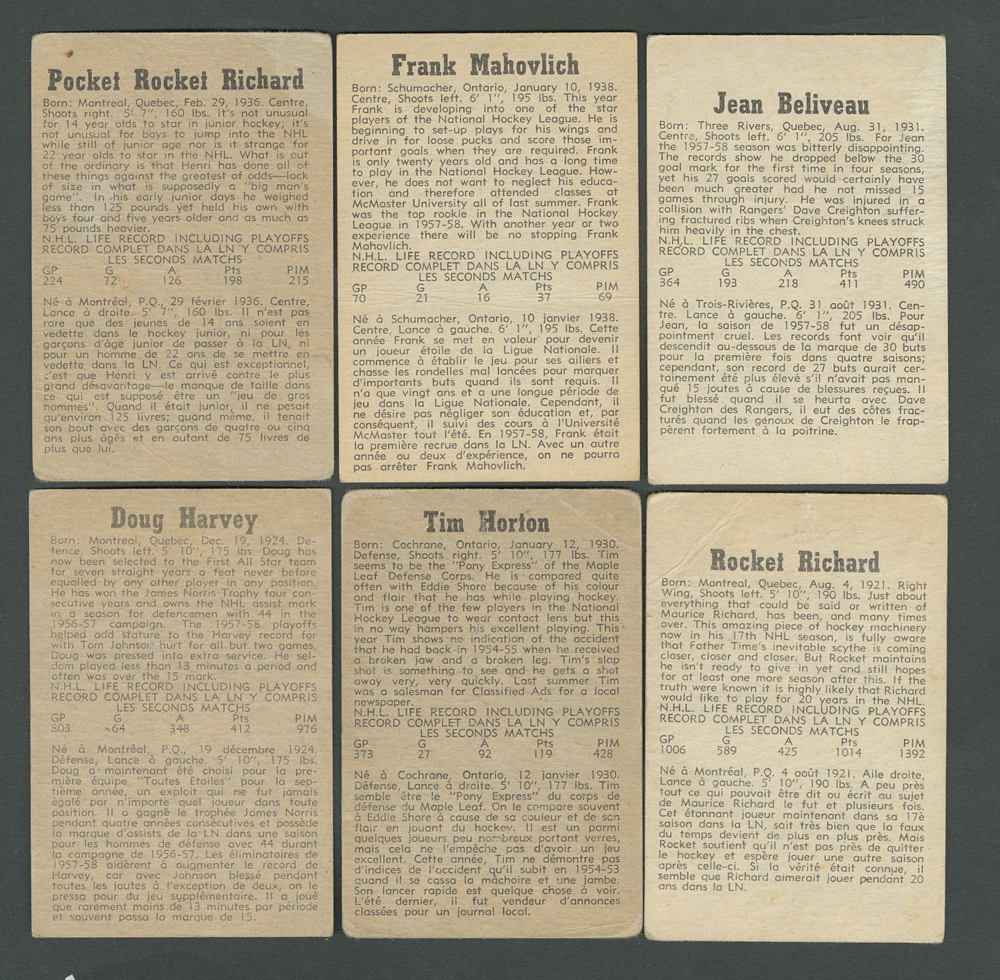 Pocket Rocket Richard
Born: Montreal, Quebec, Feb. 29, 1936. Centre,
Shoots right. 5' 7", 160 lbs. It's not unusual
for 14 year olds to star in junior hockey; it's
not unusual for boys to jump into the NHL
while still of junior age nor is it strange for
22 year olds to star in the NHL. What is out
of the ordinary is that Henri has done all of
these things against the greatest of odds—lack
of size in what is supposedly a "big man's
game". In his early junior days he weighed
less than 125 pounds yet held his own with
boys four and five years older and as much as
75 pounds heavier.
N.H.L. LIFE RECORD INCLUDING PLAYOFFS
RECORD COMPLET DANS LA LN Y COMPRIS
LES SECONDS MATCHS
GP G A Pts PIM
224 72 126 198 215
Né à Montréal, P.Q., 29 février 1936. Centre,
Lance à droite. 5' 7", 160 lbs. Il n'est pas
rare que des jeunes de 14 ans soient en
vedette dans le hockey junior, ni pour les
garçons d'âge junior de passer à la LN, ni
pour un homme de 22 ans de se mettre en
vedette dans la LN. Ce qui est exceptionnel,
c'est que Henri y est arrivé contre le plus
grand désavantage—le manque de taille dans
ce qui est supposé être un "jeu de gros
hommes". Quand il était junior, il ne pesait
qu'environ 125 livres; quand même, il tenait
son bout avec des garçons de quatre ou cinq
ans plus âgés et en autant de 75 livres de
plus que lui.
Frank Mahovlich
Born: Schumacher, Ontario, January 10, 1938.
Centre, Shoots left. 6' 1", 195 lbs. This year
Frank is developing into one of the star
players of the National Hockey League. He is
beginning to set-up plays for his wings and
drive in for loose pucks and score those im-
portant goals when they are required. Frank
is only twenty years old and has a long time
to play in the National Hockey League. How-
ever, he does not want to neglect his educa-
tion and therefore attended classes at
McMaster University all of last summer. Frank
was the top rookie in the National Hockey
League in 1957-58. With another year or two
experience there will be no stopping Frank
Mahovlich.
N.H.L. LIFE RECORD INCLUDING PLAYOFFS
RECORD COMPLET DANS LA LN Y COMPRIS
LES SECONDS MATCHS
GP G A Pts PIM
70 21 16 37 69
Né à Schumacher, Ontario, 10 janvier 1938.
Centre, Lance à gauche. 6' 1", 195 lbs. Cette
année Frank se met en valeur pour devenir
un joueur étoile de la Ligue Nationale. Il
commence à établir le jeu pour ses ailiers et
chasse les rondelles mal lancées pour marquer
d'importants buts quand ils sont requis. Il
n'a que vingt ans et a une longue période de
jeu dans la Ligue Nationale. Cependant, il
ne désire pas négliger son éducation et, par
conséquent, il suivi des cours à l'Université
McMaster tout l'été. En 1957-58, Frank était
la première recrue dans la LN. Avec un autre
année ou deux d'expérience, on ne pourra
pas arrêter Frank Mahovlich.
Jean Beliveau
Born: Three Rivers, Quebec, Aug. 31, 1931.
Centre, Shoots left. 6' 1", 205 lbs. For Jean
the 1957-58 season was bitterly disappointing.
The records show he dropped below the 30
goal mark for the first time in four seasons,
yet his 27 goals scored would certainly have
been much greater had he not missed 15
games through injury. He was injured in a
collision with Rangers' Dave Creighton suffer-
ing fractured ribs when Creighton's knees struck
him heavily in the chest.
N.H.L. LIFE RECORD INCLUDING PLAYOFFS
RECORD COMPLET DANS LA LN Y COMPRIS
LES SECONDS MATCHS
GP G A Pts PIM
364 193 218 411 490
Né à Trois-Rivières, P.Q. 31 août 1931. Cen-
tre. Lance à gauche. 6' 1", 205 lbs. Pour
Jean, la saison de 1957-58 fut un désap-
pointment cruel. Les records font voir qu'il
descendit au-dessous de la marque de 30 buts
pour la première fois dans quatre saisons;
cependant, son record de 27 buts aurait cer-
tainement été plus élevé s'il n'avait pas man-
qué 15 joutes à cause de blessures reçues. Il
fut blessé quand il se heurta avec Dave
Creighton des Rangers, il eut des côtes frac-
turés quand les genoux de Creighton le frap-
pèrent fortement à la poitrine.
Doug Harvey
Born: Montreal, Quebec, Dec. 19, 1924. De-
fence, Shoots left. 5' 10", 175 lbs. Doug has
now been selected to the First All Star team
for seven straight years a feat never before
equalled by any other player in any position.
He has won the James Norris Trophy four con-
secutive years and owns the NHL assist mark
in a season for defencemen with 44 in the
1956-57 campaign. The 1957-58 playoffs
helped add stature to the Harvey record for
with Tom Johnson hurt for all but two games,
Doug was pressed into extra service. He sel-
dom played less than 13 minutes a period and
often was over the 15 mark.
N.H.L. LIFE RECORD INCLUDING PLAYOFFS
RECORD COMPLET DANS LA LN Y COMPRIS
LES SECONDS MATCHS
GP G A Pts PIM
803 64 348 412 976
Né à Montréal, P.Q., 19 décembre 1924.
Défense, Lance à gauche. 5' 10", 175 lbs.
Doug a maintenant été choisi pour la pre-
mière équipe "Toutes Etoiles" pour la sep-
tième année, un exploit qui ne fut jamais
égalé par n'importe quel joueur dans toute
position. Il a gagné le trophée James Norris
pendant quatre années consécutives et possède
la marque d'assists de la LN dans une saison
pour les hommes de défense avec 44 durant
la campagne de 1956-57. Les éliminatoires de
1957-58 aidèrent à augmenter le record de
Harvey, car avec Johnson blessé pendant
toutes les joutes à l'exception de deux, on le
pressa pour du jeu supplémentaire. Il a joué
que rarement moins de 13 minutes par période
et souvent passa la marque de 15.
Tim Horton
Born: Cochrane, Ontario, January 12, 1930.
Defense, Shoots right. 5' 10", 177 lbs. Tim
seems to be the "Pony Express" of the Maple
Leaf Defense Corps. He is compared quite
often with Eddie Shore because of his colour
and flair that he has while playing hockey.
Tim is one of the few players in the National
Hockey League to wear contact lens but this
in no way hampers his excellent playing. This
year Tim shows no indication of the accident
that he had back in 1954-55 when he received
a broken jaw and a broken leg. Tim's slap
shot is something to see and he gets a shot
away very, very quickly. Last summer Tim
was a salesman for Classified Ads for a local
newspaper.
N.H.L. LIFE RECORD INCLUDING PLAYOFFS
RECORD COMPLET DANS LA LN Y COMPRIS
LES SECONDS MATCHS
GP G A Pts PIM
373 27 92 119 428
Né à Cochrane, Ontario, 12 janvier 1930.
Défense, Lance à droite. 5' 10", 177 lbs. Tim
semble être le "Pony Express" du corps de
défense du Maple Leaf. On le compare souvent
à Eddie Shore à cause de sa couleur et de son
flair en jouant du hockey. Il est un parmi
quelques joueurs peu nombreux portant verres,
mais cela ne l'empêche pas d'avoir un jeu
excellent. Cette année, Tim ne démontre pas
d'indices de l'accident qu'il subit en 1954-53
quand il se cassa la mâchoire et une jambe.
Son lancer rapide est quelque chose à voir.
L'été dernier, il fut vendeur d'annonces
classées pour un journal local.
Rocket Richard
Born: Montreal, Quebec, Aug. 4, 1921. Right
Wing, Shoots left. 5' 10", 190 lbs. Just about
everything that could be said or written of
Maurice Richard, has been, and many times
over. This amazing piece of hockey machinery
now in his 17th NHL season, is fully aware
that Father Time's inevitable scythe is coming
closer, closer and closer. But Rocket maintains
he isn't ready to give in yet and still hopes
for at least one more season after this. If the
truth were known it is highly likely that Richard
would like to play for 20 years in the NHL.
N.H.L. LIFE RECORD INCLUDING PLAYOFFS
RECORD COMPLET DANS LA LN Y COMPRIS
LES SECONDS MATCHS
GP G A Pts PIM
1006 589 425 1014 1392
Né à Montréal, P.Q. 4 août 1921. Aile droite,
Lance à gauche. 5' 10", 190 lbs. A peu près
tout ce qui pouvait être dit ou écrit au sujet
de Maurice Richard le fut et plusieurs fois.
Cet étonnant joueur maintenant dans sa 17è
saison dans la LN, sait très bien que la faux
du temps devient de plus en plus près. Mais
Rocket soutient qu'il n'est pas près de quitter
le hockey et espère jouer une autre saison
après celle-ci. Si la vérité était connue, il
semble que Richard aimerait jouer pendant 20
ans dans la LN.